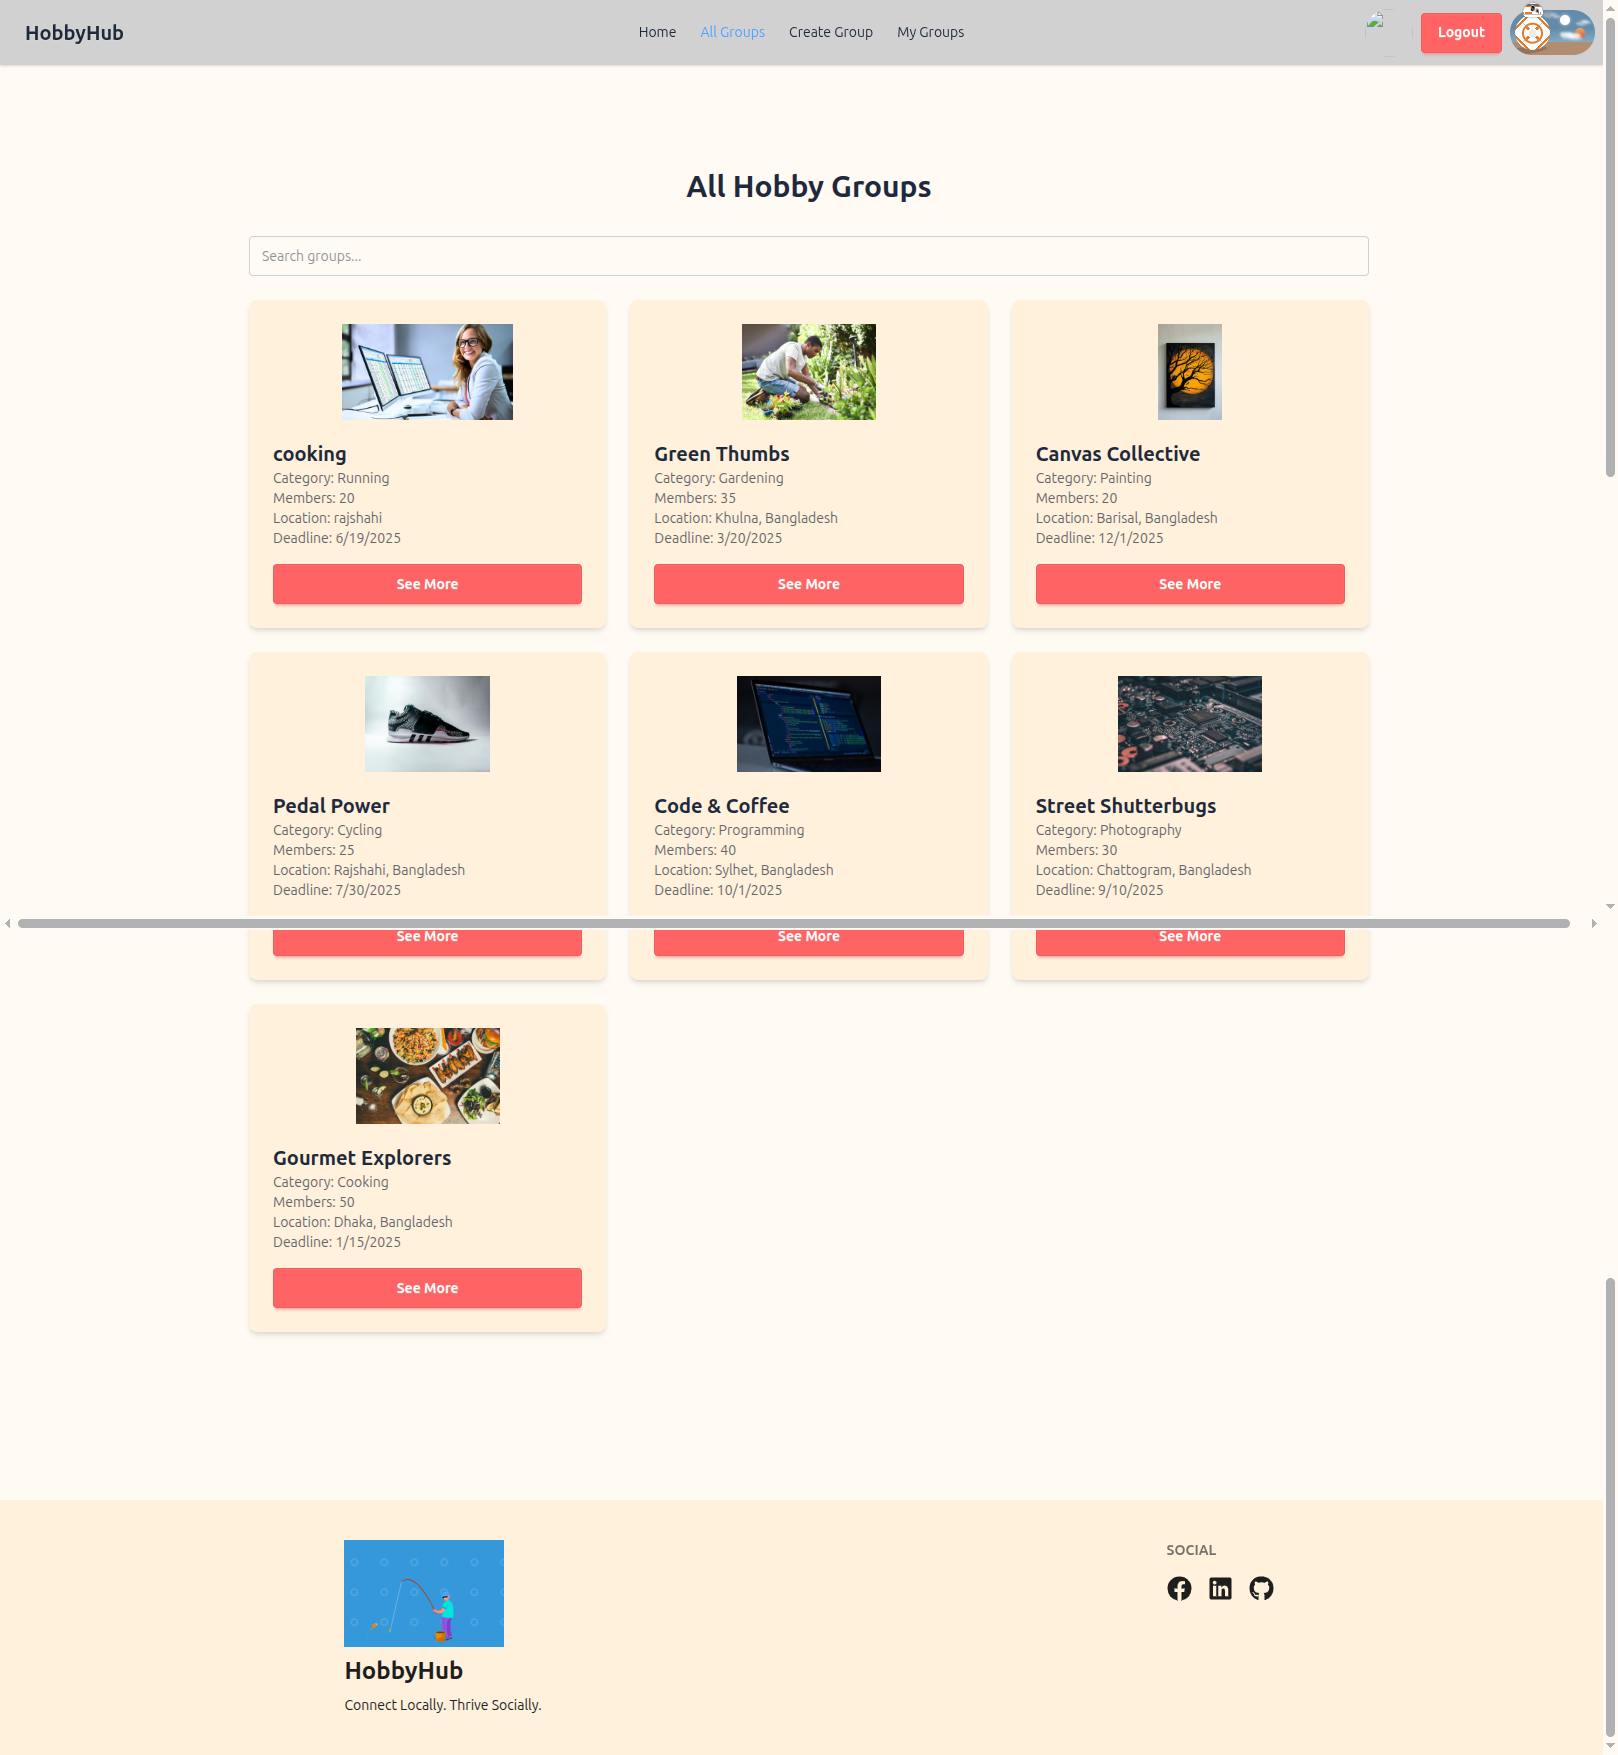 HobbyHub
Home
All Groups
Create Group
My Groups
Logout
All Hobby Groups
Search groups...
cooking
Category: Running
Members: 20
Location: rajshahi
Deadline: 6/19/2025
See More
Green Thumbs
Category: Gardening
Members: 35
Location: Khulna, Bangladesh
Deadline: 3/20/2025
See More
Canvas Collective
Category: Painting
Members: 20
Location: Barisal, Bangladesh
Deadline: 12/1/2025
See More
Pedal Power
Category: Cycling
Members: 25
Location: Rajshahi, Bangladesh
Deadline: 7/30/2025
See More
Code & Coffee
Category: Programming
Members: 40
Location: Sylhet, Bangladesh
Deadline: 10/1/2025
See More
Street Shutterbugs
Category: Photography
Members: 30
Location: Chattogram, Bangladesh
Deadline: 9/10/2025
See More
Gourmet Explorers
Category: Cooking
Members: 50
Location: Dhaka, Bangladesh
Deadline: 1/15/2025
See More
HobbyHub
Connect Locally. Thrive Socially.
SOCIAL